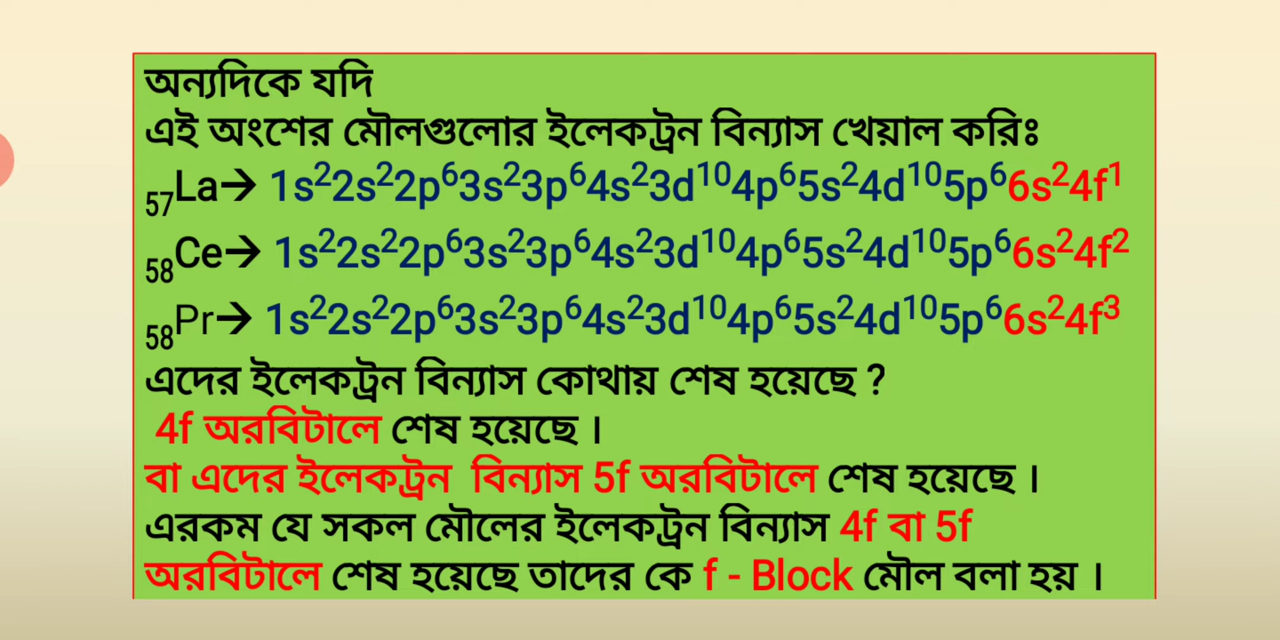 অন্যদিকে যদি
এই অংশের মৌলগুলোর ইলেকট্রন বিন্যাস খেয়াল করিঃ
₅₇La→ 1s²2s²2p⁶3s²3p⁶4s²3d¹⁰4p⁶5s²4d¹⁰5p⁶6s²4f¹
₅₈Ce→ 1s²2s²2p⁶3s²3p⁶4s²3d¹⁰4p⁶5s²4d¹⁰5p⁶6s²4f²
₅₈Pr→ 1s²2s²2p⁶3s²3p⁶4s²3d¹⁰4p⁶5s²4d¹⁰5p⁶6s²4f³
এদের ইলেকট্রন বিন্যাস কোথায় শেষ হয়েছে ?
4f অরবিটালে শেষ হয়েছে ।
বা এদের ইলেকট্রন বিন্যাস 5f অরবিটালে শেষ হয়েছে ।
এরকম যে সকল মৌলের ইলেকট্রন বিন্যাস 4f বা 5f
অরবিটালে শেষ হয়েছে তাদের কে f - Block মৌল বলা হয় ।